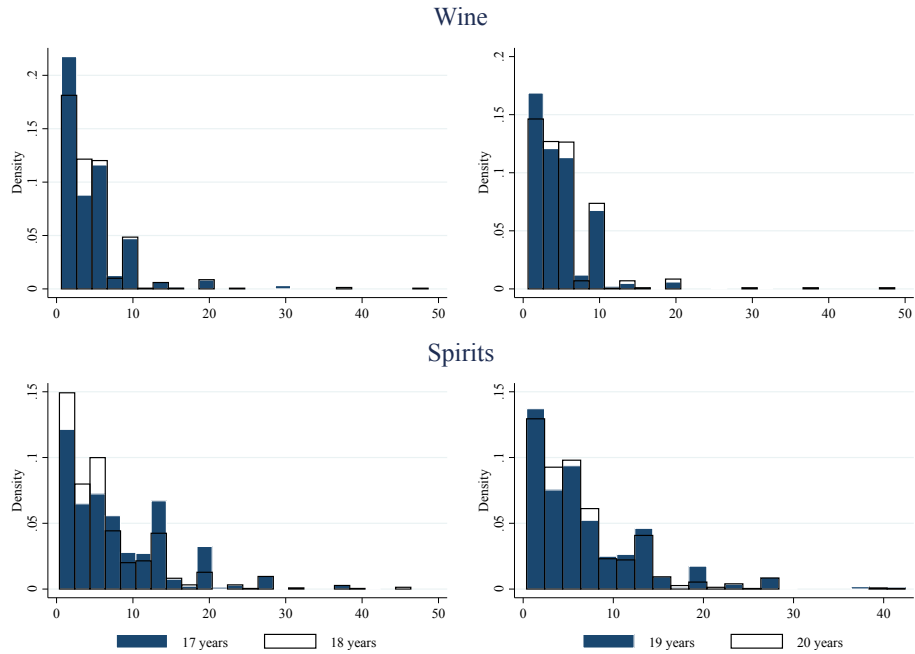 Wine
Density
0 .05 .1 .15 .2
0 10 20 30 40 50
Density
0 .05 .1 .15 .2
0 10 20 30 40 50
Spirits
Density
0 .05 .1 .15
0 10 20 30 40 50
Density
0 .05 .1 .15
0 10 20 30 40
17 years 18 years
19 years 20 years